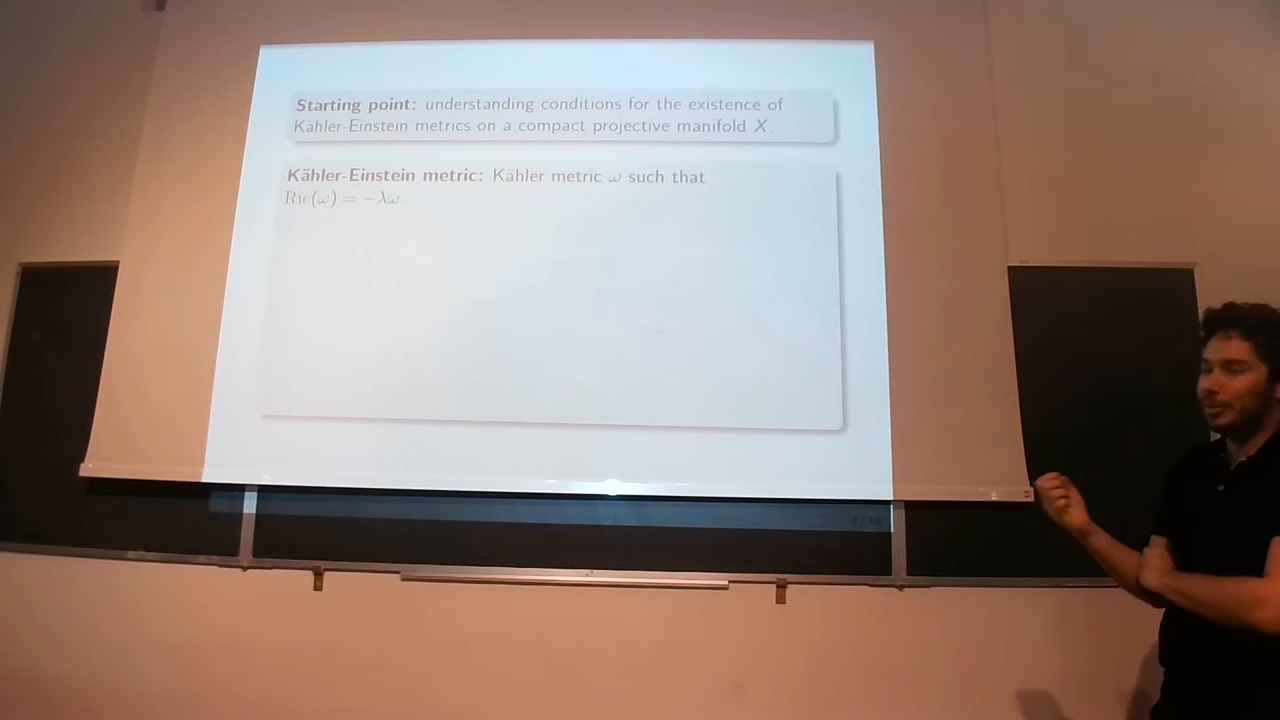 Starting point: understanding conditions for the existence of
Kähler-Einstein metrics on a compact projective manifold X.
Kähler-Einstein metric: Kähler metric ω such that
Ric(ω) = −λω